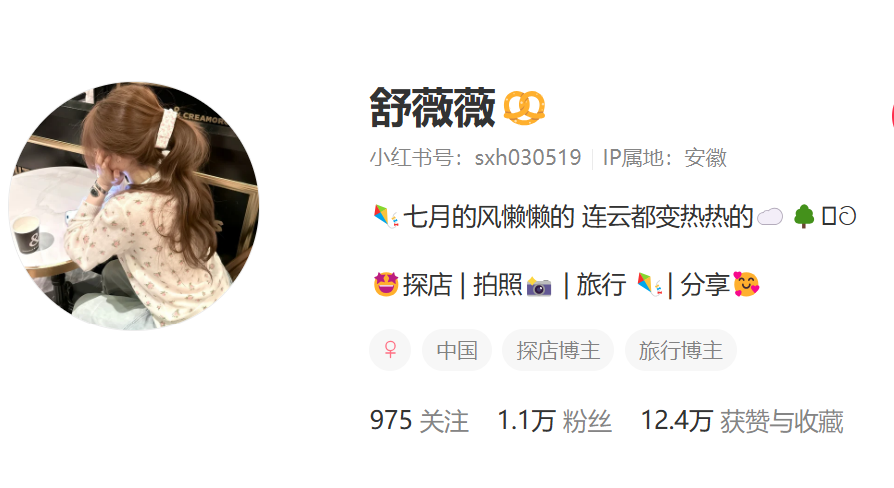 舒薇薇🥨
小红书号：sxh030519 IP属地：安徽
🪁七月的风懒懒的 连云都变热热的☁️🌳
🤩探店 | 拍照📸 | 旅行 🪁| 分享🥰
♀ 中国 探店博主 旅行博主
975 关注 1.1万 粉丝 12.4万 获赞与收藏
CREAMOR